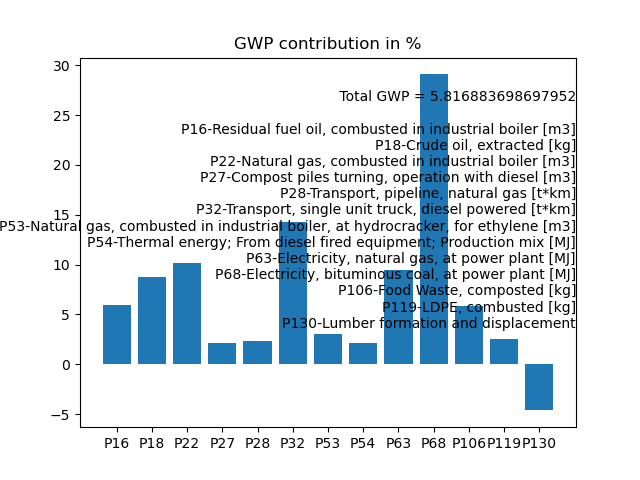 GWP contribution in %
30
Total GWP = 5.816883698697952
25
P16-Residual fuel oil, combusted in industrial boiler [m3]
P18-Crude oil, extracted [kg]
20
P22-Natural gas, combusted in industrial boiler [m3]
P27-Compost piles turning, operation with diesel [m3]
P28-Transport, pipeline, natural gas [t*km]
P32-Transport, single unit truck, diesel powered [t*km]
15
P53-Natural gas, combusted in industrial boiler, at hydrocracker, for ethylene [m3]
P54-Thermal energy; From diesel fired equipment; Production mix [MJ]
P63-Electricity, natural gas, at power plant [MJ]
10
P68-Electricity, bituminous coal, at power plant [MJ]
P106-Food Waste, composted [kg]
P119-LDPE, combusted [kg]
5
P130-Lumber formation and displacement
0
−5
P16 P18 P22 P27 P28 P32 P53 P54 P63 P68 P106 P119 P130